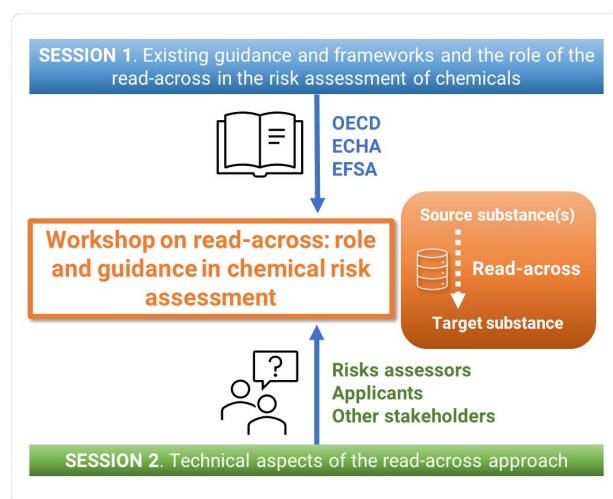 SESSION 1. Existing guidance and frameworks and the role of the
read-across in the risk assessment of chemicals
OECD
ECHA
EFSA
Workshop on read-across: role
and guidance in chemical risk
assessment
Source substance(s)
Read-across
Target substance
?
Risks assessors
Applicants
Other stakeholders
SESSION 2. Technical aspects of the read-across approach